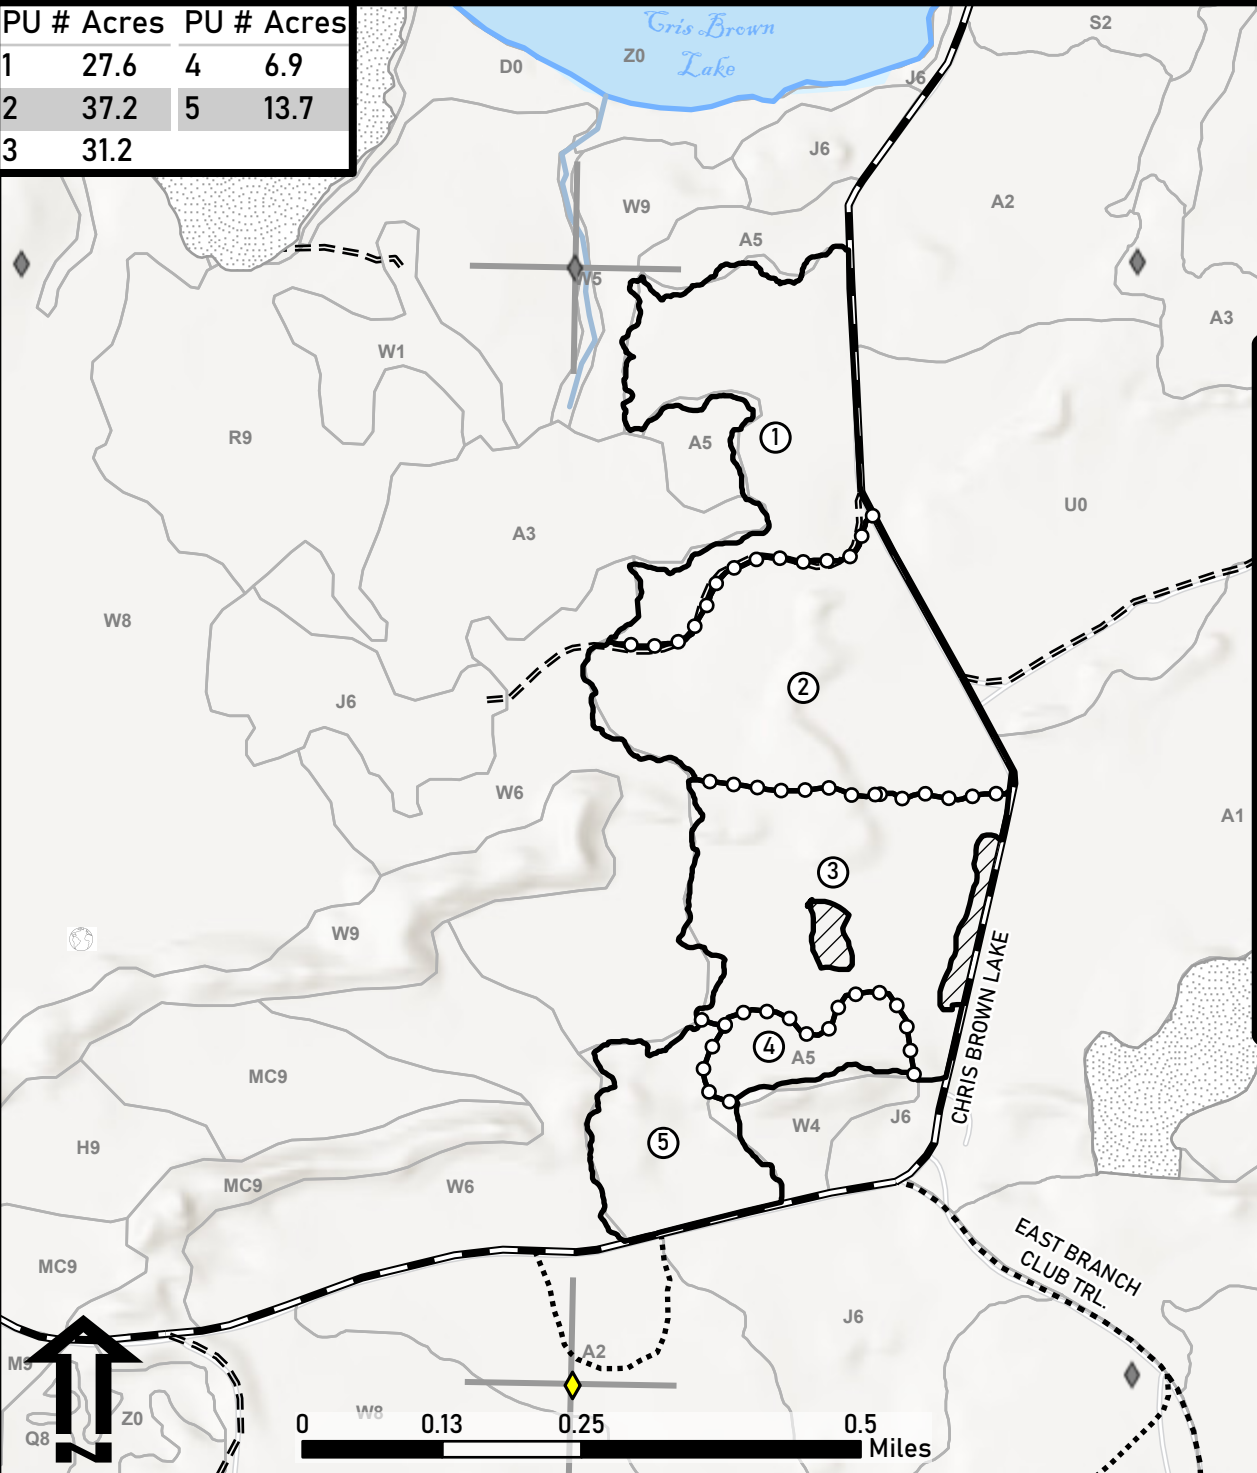 PU # Acres PU # Acres
1 27.6 4 6.9
2 37.2 5 13.7
3 31.2
Cris Brown
Lake
Z0
D0
S2
J6
J6
W9
A2
A5
W5
A3
W1
R9
A5
1
U0
A3
W8
2
J6
W6
A1
3
W9
CHRIS BROWN LAKE
4
A5
MC9
W4
J6
H9
5
MC9
W6
EAST BRANCH
CLUB TRL.
MC9
J6
A2
M9
Z0
W8
Q8
N
0 0.13 0.25 0.5
Miles